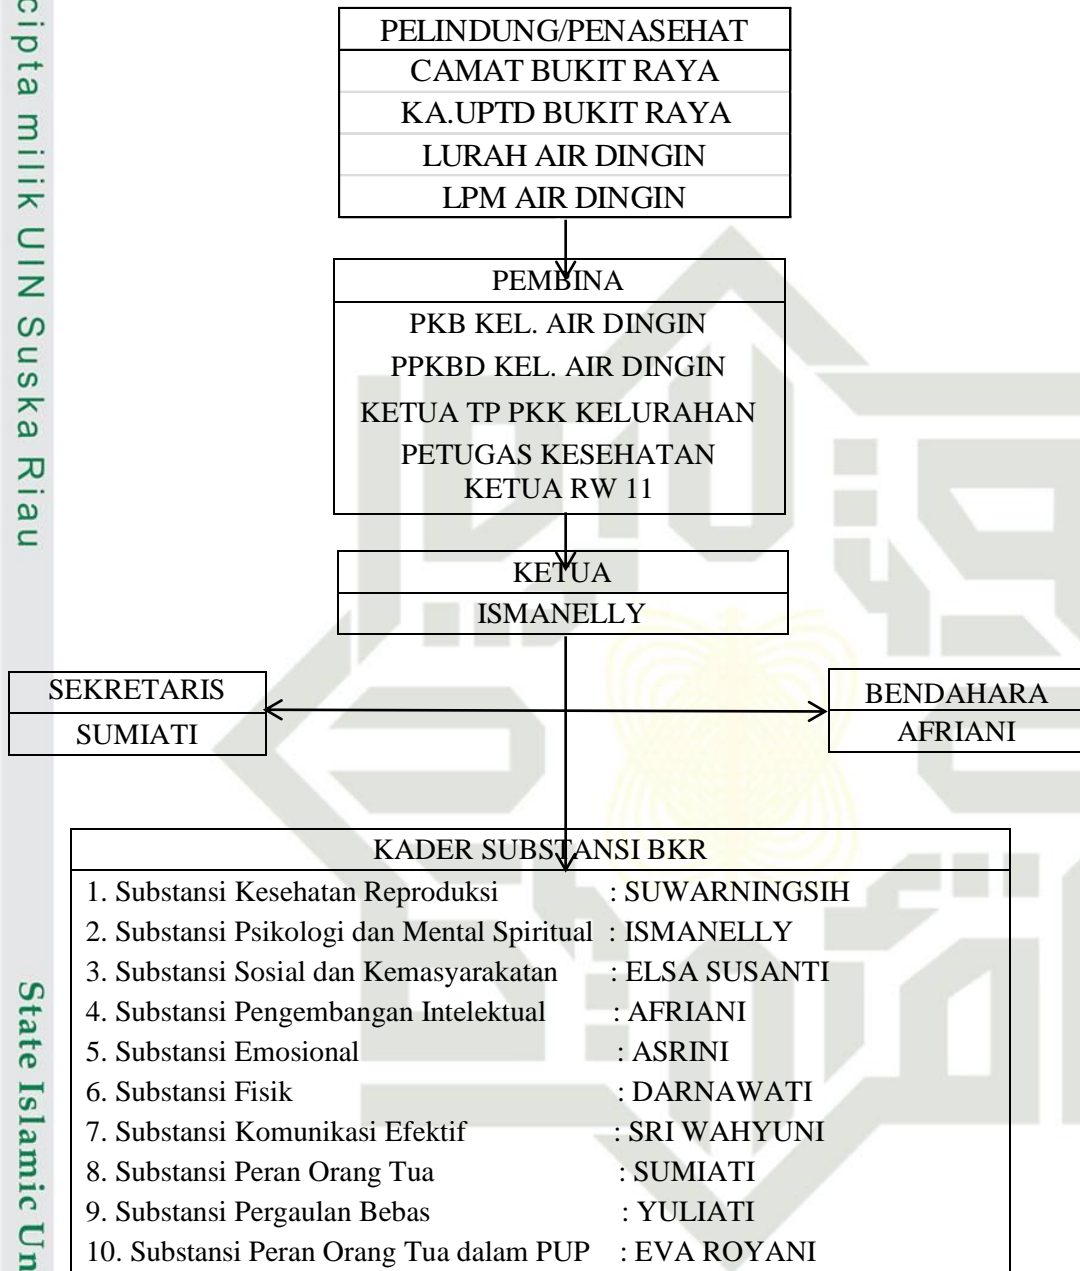 cipta milik UIN Suska Riau
State Islamic Un
PELINDUNG/PENASEHAT
CAMAT BUKIT RAYA
KA.UPTD BUKIT RAYA
LURAH AIR DINGIN
LPM AIR DINGIN
PEMBINA
PKB KEL. AIR DINGIN
PPKBD KEL. AIR DINGIN
KETUA TP PKK KELURAHAN
PETUGAS KESEHATAN
KETUA RW 11
KETUA
ISMANELLY
SEKRETARIS
SUMIATI
BENDAHARA
AFRIANI
KADER SUBSTANSI BKR
1. Substansi Kesehatan Reproduksi : SUWARNINGSIH
2. Substansi Psikologi dan Mental Spiritual : ISMANELLY
3. Substansi Sosial dan Kemasyarakatan : ELSA SUSANTI
4. Substansi Pengembangan Intelektual : AFRIANI
5. Substansi Emosional : ASRINI
6. Substansi Fisik : DARNAWATI
7. Substansi Komunikasi Efektif : SRI WAHYUNI
8. Substansi Peran Orang Tua : SUMIATI
9. Substansi Pergaulan Bebas : YULIATI
10. Substansi Peran Orang Tua dalam PUP : EVA ROYANI